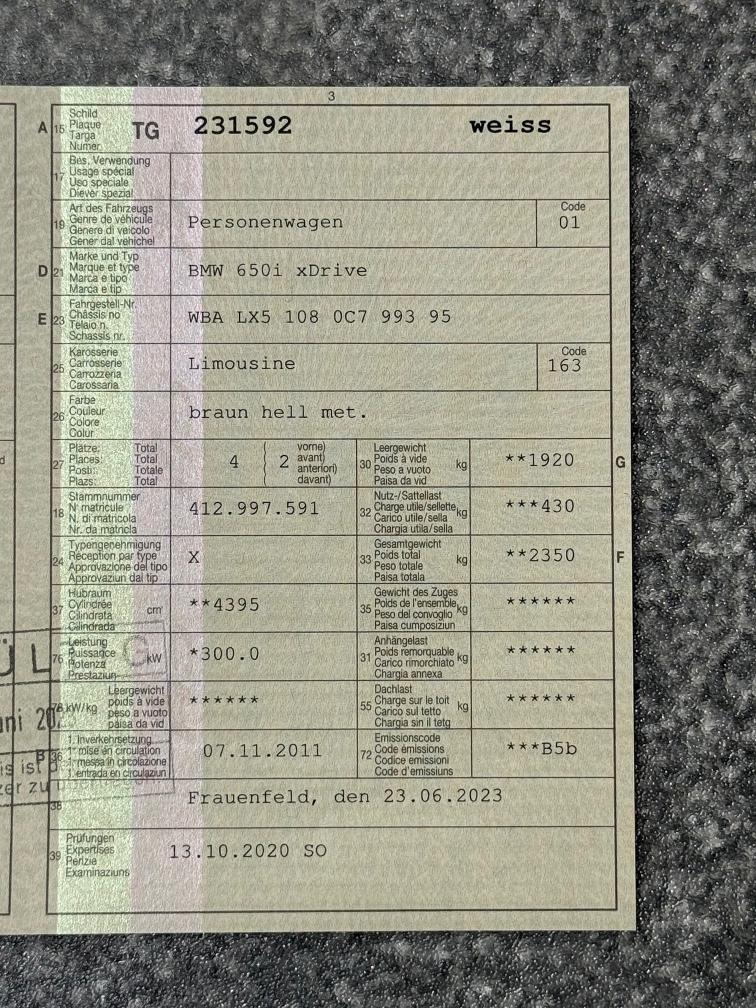 3
A 15 Schild
Plaque
Targa
Numer
TG 231592 weiss
17 Bes. Verwendung
Usage spécial
Uso speciale
Diever spezial
19 Art des Fahrzeugs
Genre de véhicule
Genere di veicolo
Gener dal vehichel
Personenwagen
Code
01
D 21 Marke und Typ
Marque et type
Marca e tipo
Marca e tip
BMW 650i xDrive
E 23 Fahrgestell-Nr.
Châssis no
Telaio n.
Schassis nr.
WBA LX5 108 0C7 993 95
25 Karosserie
Carrosserie
Carrozzeria
Carossaria
Limousine
Code
163
26 Farbe
Couleur
Colore
Colur
braun hell met.
27 Plätze: Total
Places: Total
Posti: Totale
Plazs: Total
4
2
vorne)
avant)
anteriori)
davant)
30 Leergewicht
Poids à vide
Peso a vuoto
Paisa da vid
kg
**1920
G
18 Stammnummer
N° matricule
N. di matricola
Nr. da matricla
412.997.591
32 Nutz-/Sattellast
Charge utile/sellette
Carico utile/sella
Chargia utila/sella
kg
***430
24 Typengenehmigung
Réception par type
Approvazione del tipo
Approvaziun dal tip
X
33 Gesamtgewicht
Poids total
Peso totale
Paisa totala
kg
**2350
F
37 Hubraum
Cylindrée
Cilindrata
Cilindrada
cm³
**4395
35 Gewicht des Zuges
Poids de l'ensemble
Peso del convoglio
Paisa cumposiziun
kg
******
76 Leistung
Puissance
Potenza
Prestaziun
kW
*300.0
31 Anhängelast
Poids remorquable
Carico rimorchiato
Chargia annexa
kg
******
78 kW/kg
Leergewicht
poids à vide
peso a vuoto
paisa da vid
******
55 Dachlast
Charge sur le toit
Carico sul tetto
Chargia sin il tetg
kg
******
B 36 1. Inverkehrsetzung
1re mise en circulation
1. messa in circolazione
1. entrada en circulaziun
07.11.2011
72 Emissionscode
Code émissions
Codice emissioni
Code d'emissiuns
***B5b
38 Frauenfeld, den 23.06.2023
39 Prüfungen
Expertises
Perizie
Examinaziuns
13.10.2020 SO